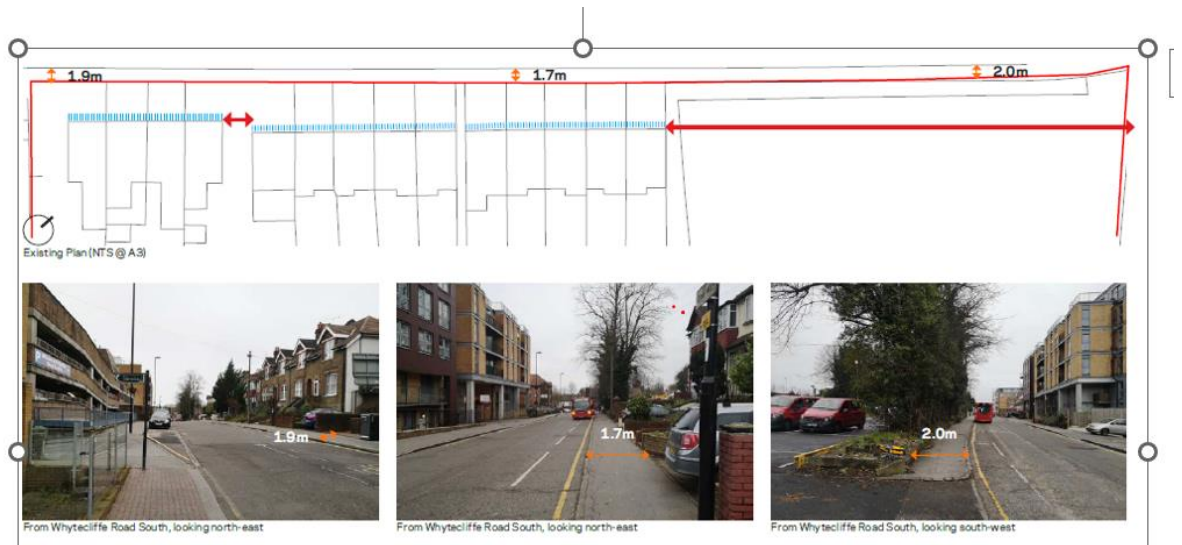 1.9m
1.7m
2.0m
Existing Plan (NTS @ A3)
1.9m
1.7m
2.0m
From Whytecliffe Road South, looking north-east
From Whytecliffe Road South, looking north-east
From Whytecliffe Road South, looking south-west